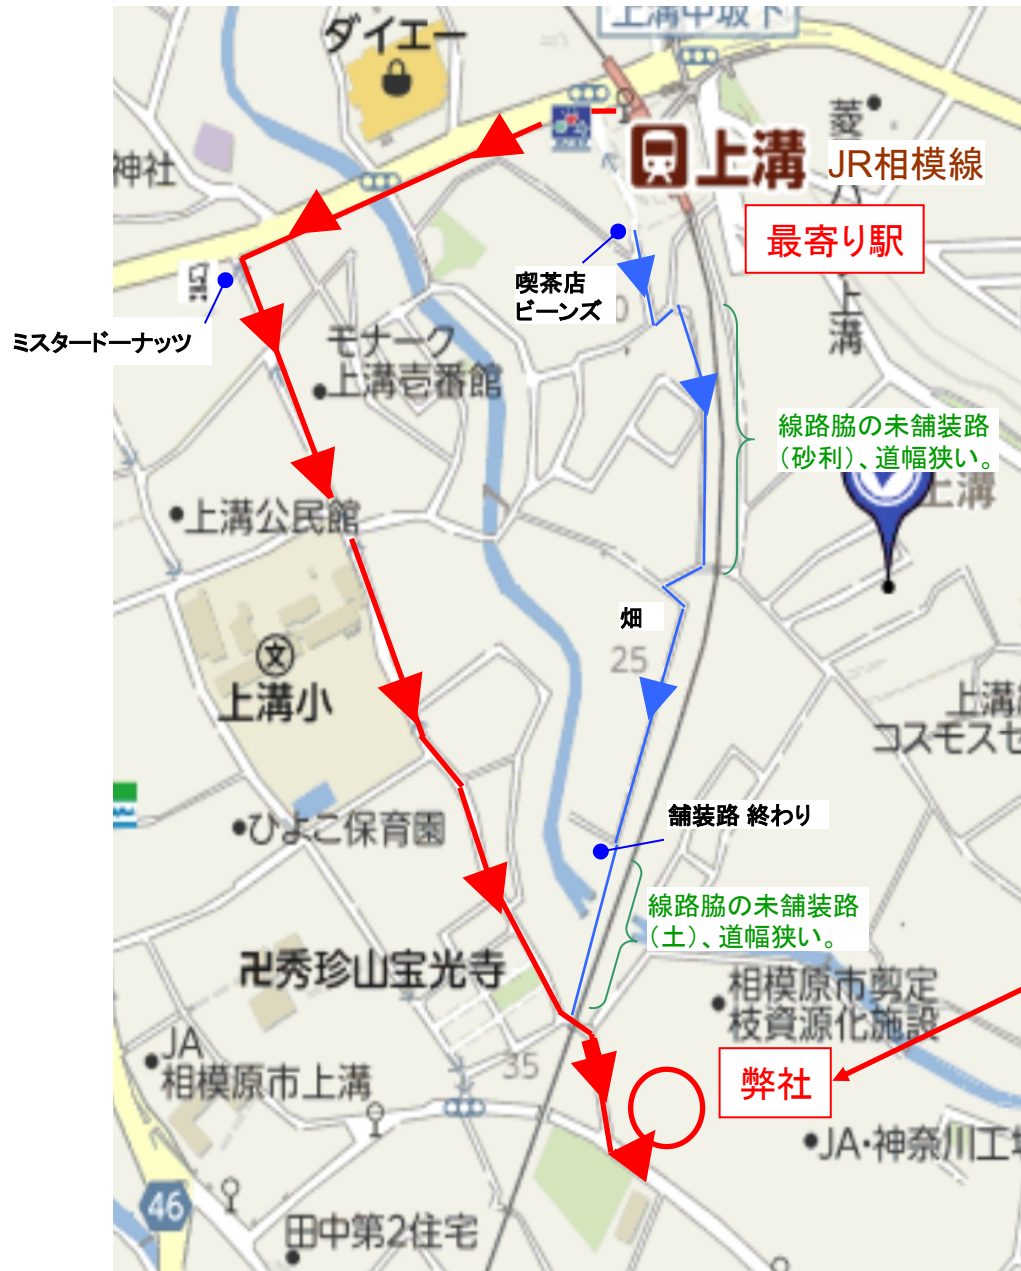 上溝中坂下
ダイエー
神社
上溝
JR相模線
最寄り駅
喫茶店
ビーンズ
ミスタードーナッツ
モナーク
上溝壱番館
上溝
線路脇の未舗装路
（砂利）、道幅狭い。
上溝
上溝公民館
畑
25
文
上溝小
上溝
コスモスセ
舗装路 終わり
ひよこ保育園
線路脇の未舗装路
（土）、道幅狭い。
卍秀珍山宝光寺
相模原市剪定
枝資源化施設
JA
相模原市上溝
35
弊社
JA・神奈川工
46
田中第2住宅